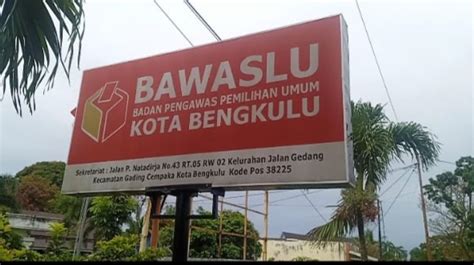 BAWASLU
BADAN PENGAWAS PEMILIHAN UMUM
KOTA BENGKULU
Sekretariat : Jalan P. Natadirja No.43 RT.05 RW 02 Kelurahan Jalan Gedang
Kecamatan Gading Cempaka Kota Bengkulu Kode Pos 38225